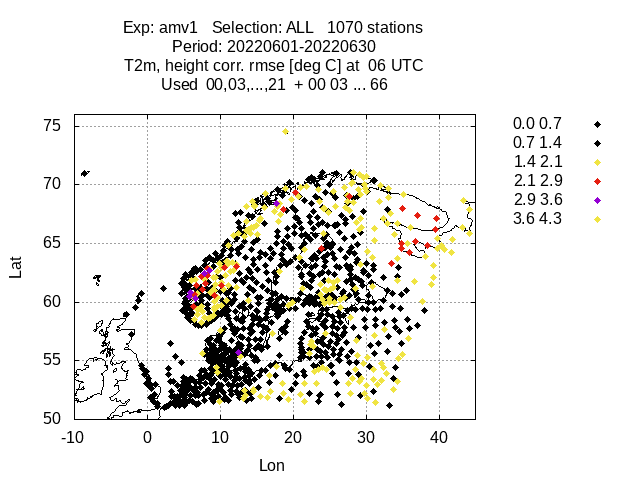 Exp: amv1 Selection: ALL 1070 stations
Period: 20220601-20220630
T2m, height corr. rmse [deg C] at 06 UTC
Used 00,03,...,21 + 00 03 ... 66
75
70
65
60
55
50
Lat
-10 0 10 20 30 40
Lon
0.0 0.7
0.7 1.4
1.4 2.1
2.1 2.9
2.9 3.6
3.6 4.3